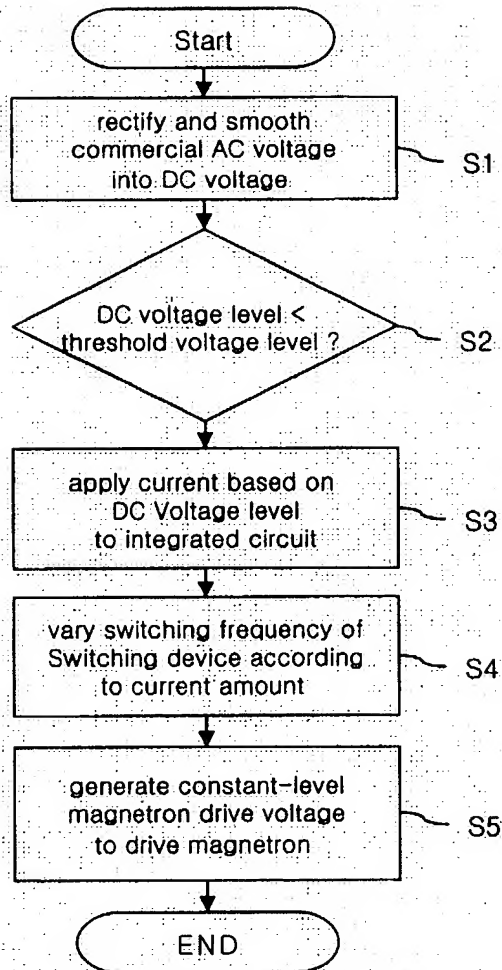 Start
rectify and smooth
commercial AC voltage
into DC voltage
S1
DC voltage level <
threshold voltage level ?
S2
apply current based on
DC Voltage level
to integrated circuit
S3
vary switching frequency of
Switching device according
to current amount
S4
generate constant-level
magnetron drive voltage
to drive magnetron
S5
END